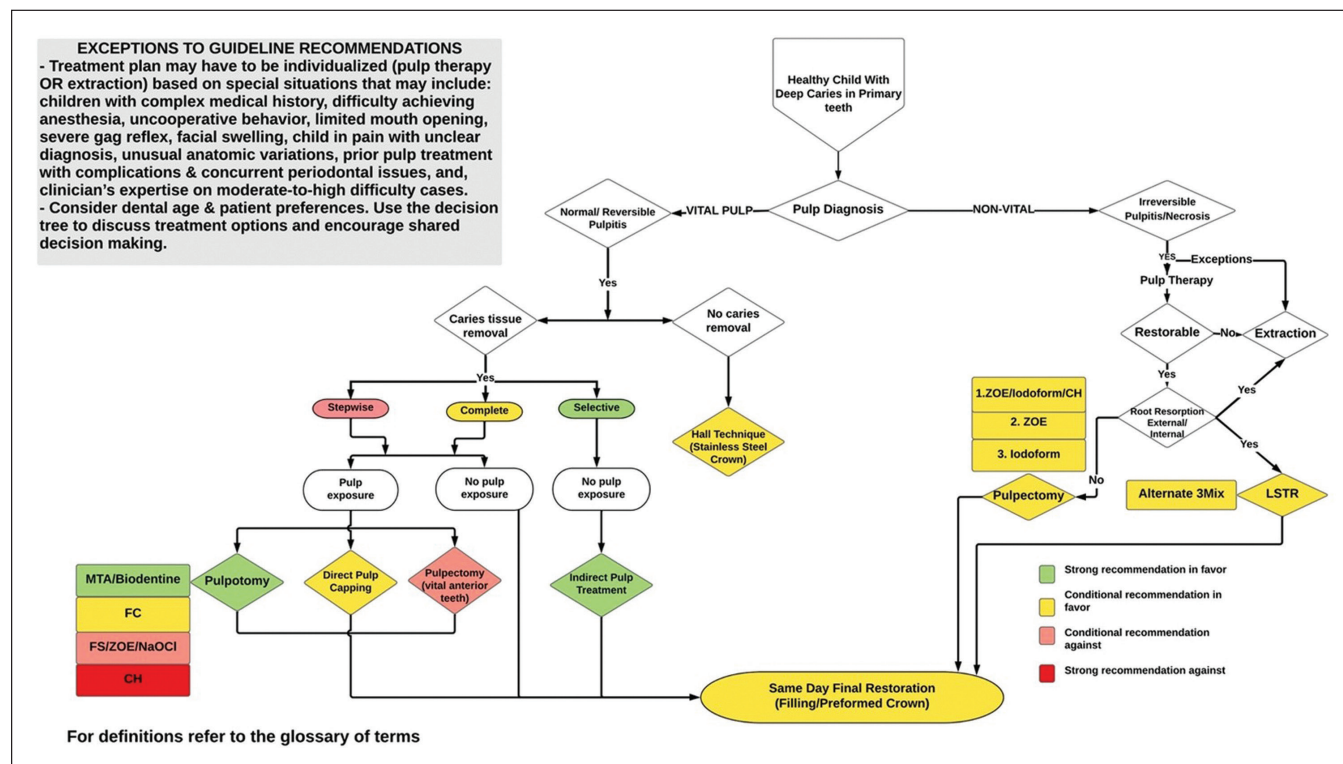 EXCEPTIONS TO GUIDELINE RECOMMENDATIONS
- Treatment plan may have to be individualized (pulp therapy
OR extraction) based on special situations that may include:
children with complex medical history, difficulty achieving
anesthesia, uncooperative behavior, limited mouth opening,
severe gag reflex, facial swelling, child in pain with unclear
diagnosis, unusual anatomic variations, prior pulp treatment
with complications & concurrent periodontal issues, and,
clinician's expertise on moderate-to-high difficulty cases.
- Consider dental age & patient preferences. Use the decision
tree to discuss treatment options and encourage shared
decision making.
Healthy Child With
Deep Caries in Primary
teeth
Normal/ Reversible
Pulpitis
VITAL PULP
Pulp Diagnosis
NON-VITAL
Irreversible
Pulpitis/Necrosis
YES
Exceptions
Pulp Therapy
Yes
Caries tissue
removal
No caries
removal
Restorable
No
Extraction
Yes
Yes
Stepwise
Complete
Selective
Hall Technique
(Stainless Steel
Crown)
1.ZOE/Iodoform/CH
2. ZOE
3. Iodoform
Root Resorption
External/
Internal
Yes
Yes
No
Pulp
exposure
No pulp
exposure
No pulp
exposure
Pulpectomy
Alternate 3Mix
LSTR
MTA/Biodentine
FC
FS/ZOE/NaOCl
CH
Pulpotomy
Direct Pulp
Capping
Pulpectomy
(vital anterior
teeth)
Indirect Pulp
Treatment
Strong recommendation in favor
Conditional recommendation in
favor
Conditional recommendation
against
Strong recommendation against
Same Day Final Restoration
(Filling/Preformed Crown)
For definitions refer to the glossary of terms